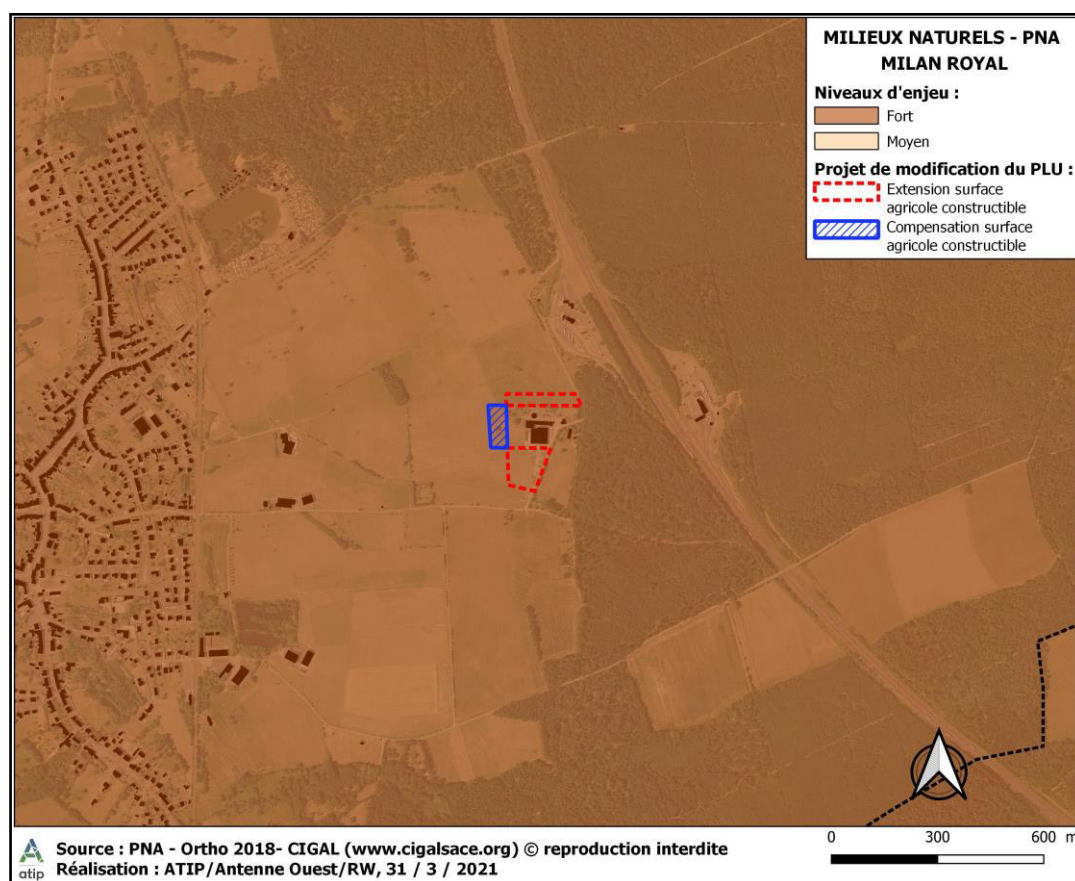 MILIEUX NATURELS - PNA
MILAN ROYAL
Niveaux d'enjeu :
Fort
Moyen
Projet de modification du PLU :
Extension surface
agricole constructible
Compensation surface
agricole constructible
0 300 600 m
atip
Source : PNA - Ortho 2018- CIGAL (www.cigalsace.org) © reproduction interdite
Réalisation : ATIP/Antenne Ouest/RW, 31 / 3 / 2021